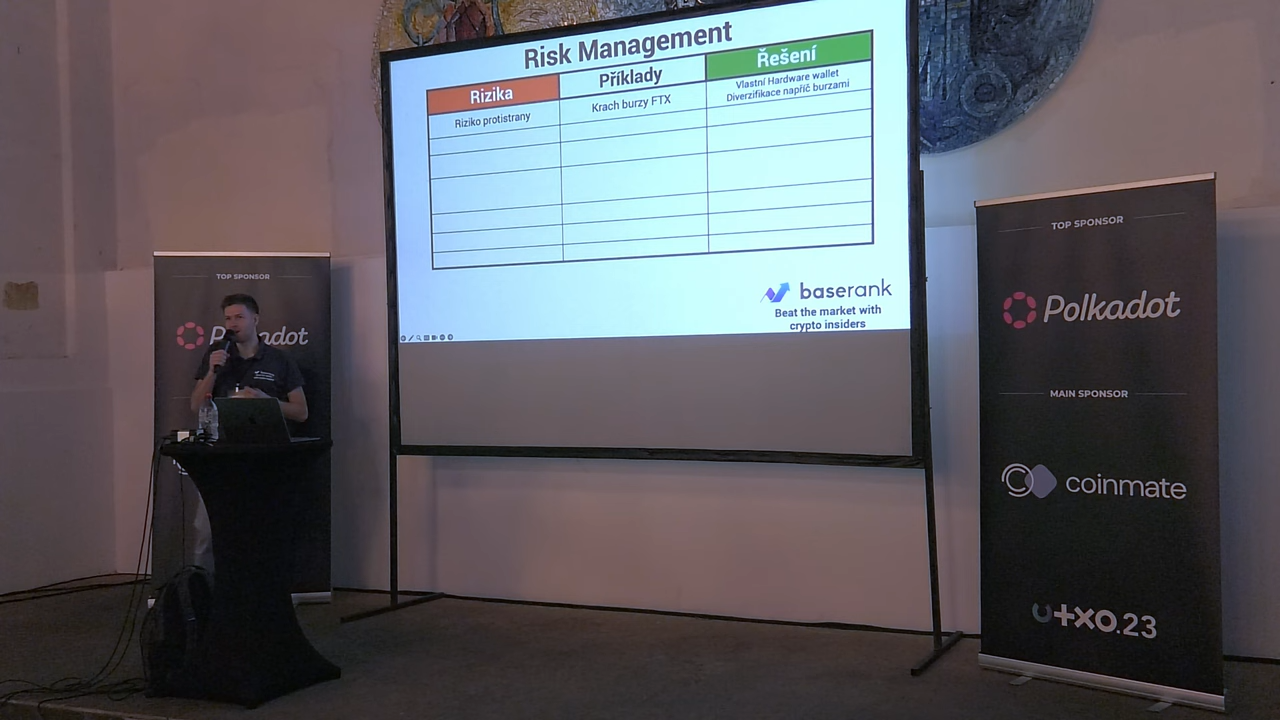 Risk Management
Rizika
Příklady
Řešení
Riziko protistrany
Krach burzy FTX
Vlastní Hardware wallet
Diverzifikace napříč burzami
baserank
Beat the market with
crypto insiders
TOP SPONSOR
Polkadot
TOP SPONSOR
Polkadot
MAIN SPONSOR
coinmate
utxo.23